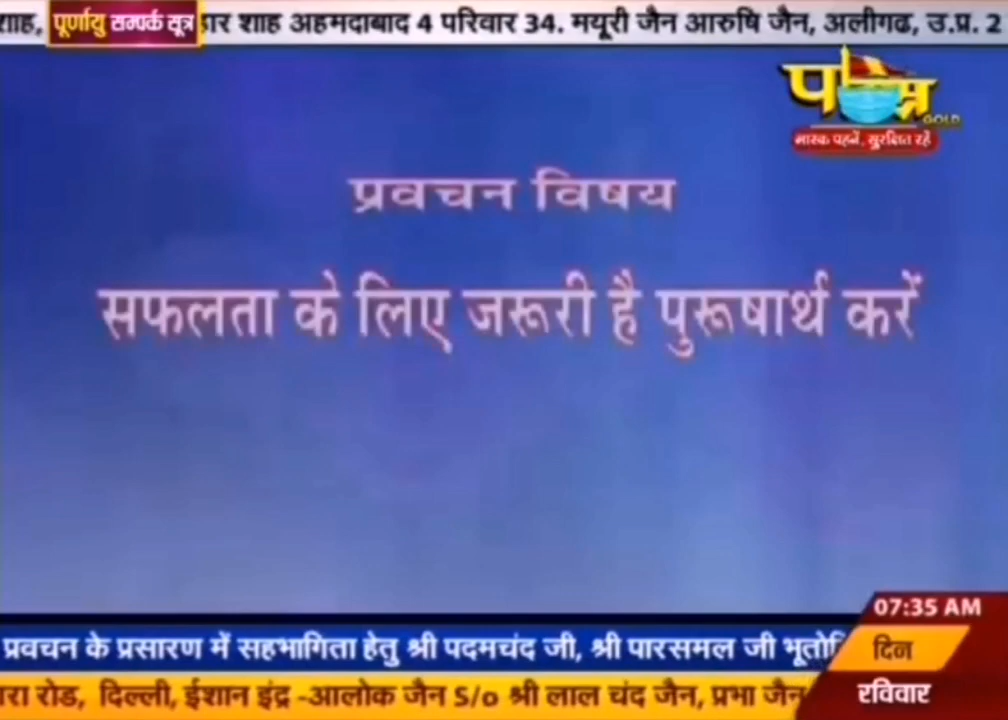 शाह, पूर्णायु सम्पर्क सूत्र हार शाह अहमदाबाद 4 परिवार 34. मयूरी जैन आरुषि जैन, अलीगढ, उ.प्र. 2
GOLD
मास्क पहनें, सुरक्षित रहें
प्रवचन विषय
सफलता के लिए जरूरी है पुरूषार्थ करें
07:35 AM
प्रवचन के प्रसारण में सहभागिता हेतु श्री पदमचंद जी, श्री पारसमल जी
दिन
रोड, दिल्ली, ईशान इंद्र -आलोक जैन S/o श्री लाल चंद जैन, प्रभा जैन
रविवार